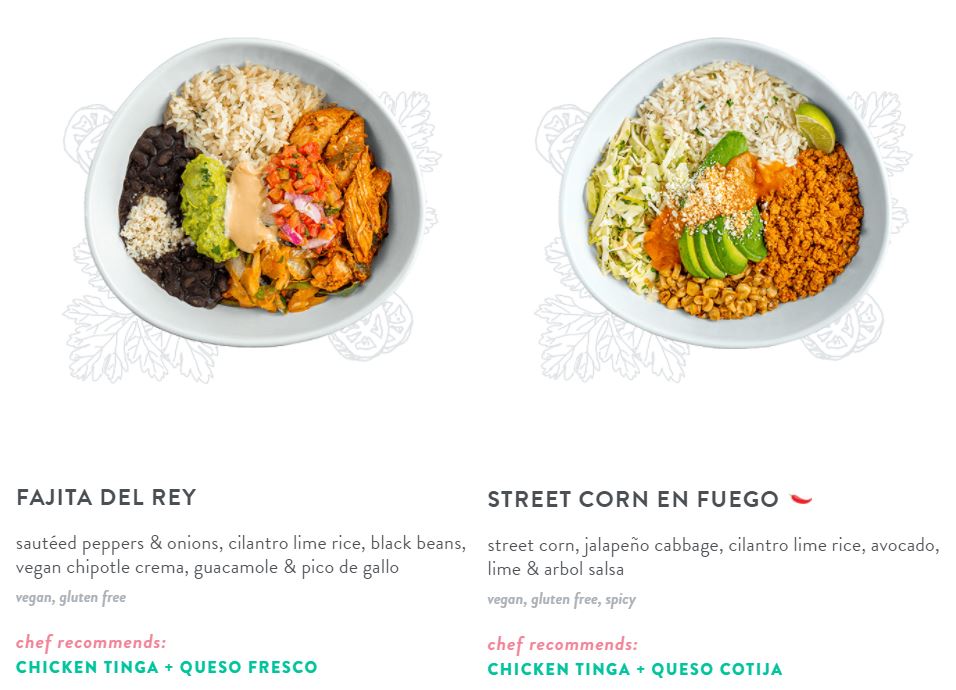 FAJITA DEL REY
sautéed peppers & onions, cilantro lime rice, black beans,
vegan chipotle crema, guacamole & pico de gallo
vegan, gluten free
chef recommends:
CHICKEN TINGA + QUESO FRESCO
STREET CORN EN FUEGO
street corn, jalapeño cabbage, cilantro lime rice, avocado,
lime & arbol salsa
vegan, gluten free, spicy
chef recommends:
CHICKEN TINGA + QUESO COTIJA